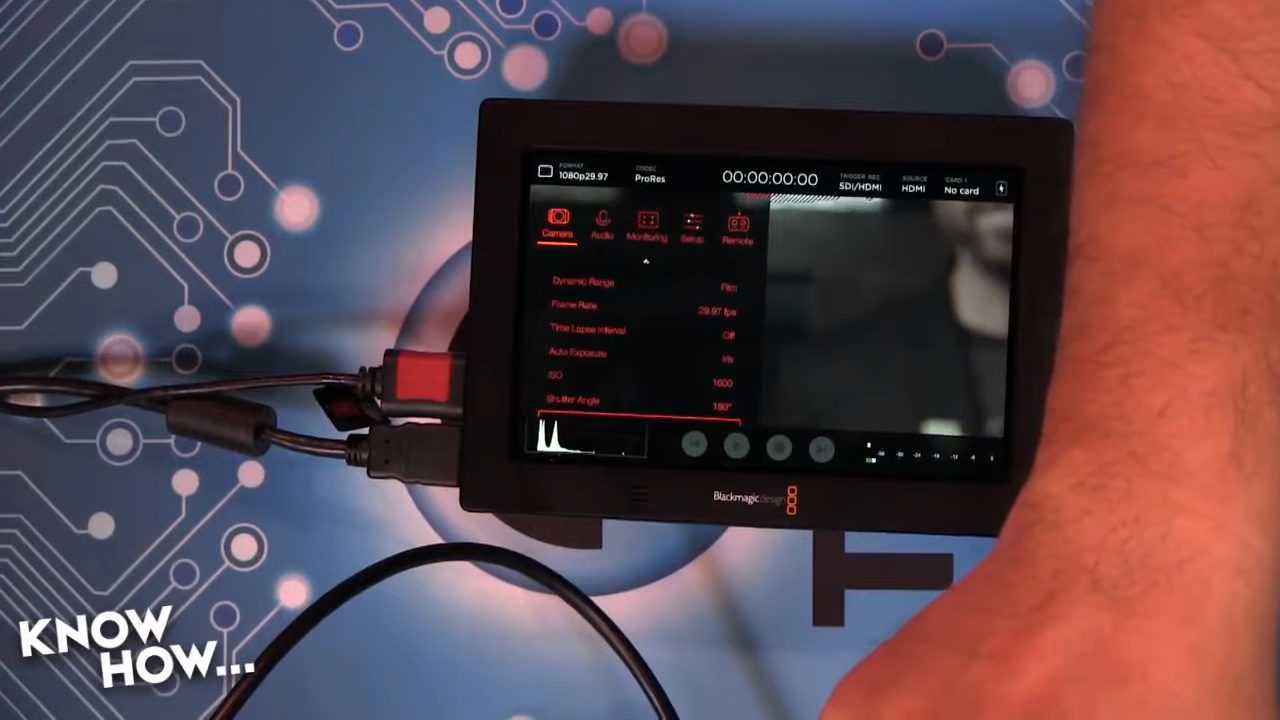 FORMAT
1080p29.97
CODEC
ProRes
00:00:00:00
TRIGGER REC
SDI/HDMI
SOURCE
HDMI
CARD 1
No card
Camera
Audio
Monitoring
Setup
Remote
Dynamic Range Film
Frame Rate 29.97 fps
Time Lapse Interval Off
Auto Exposure Iris
ISO 1600
Shutter Angle 180°
Blackmagicdesign
KNOW
HOW...